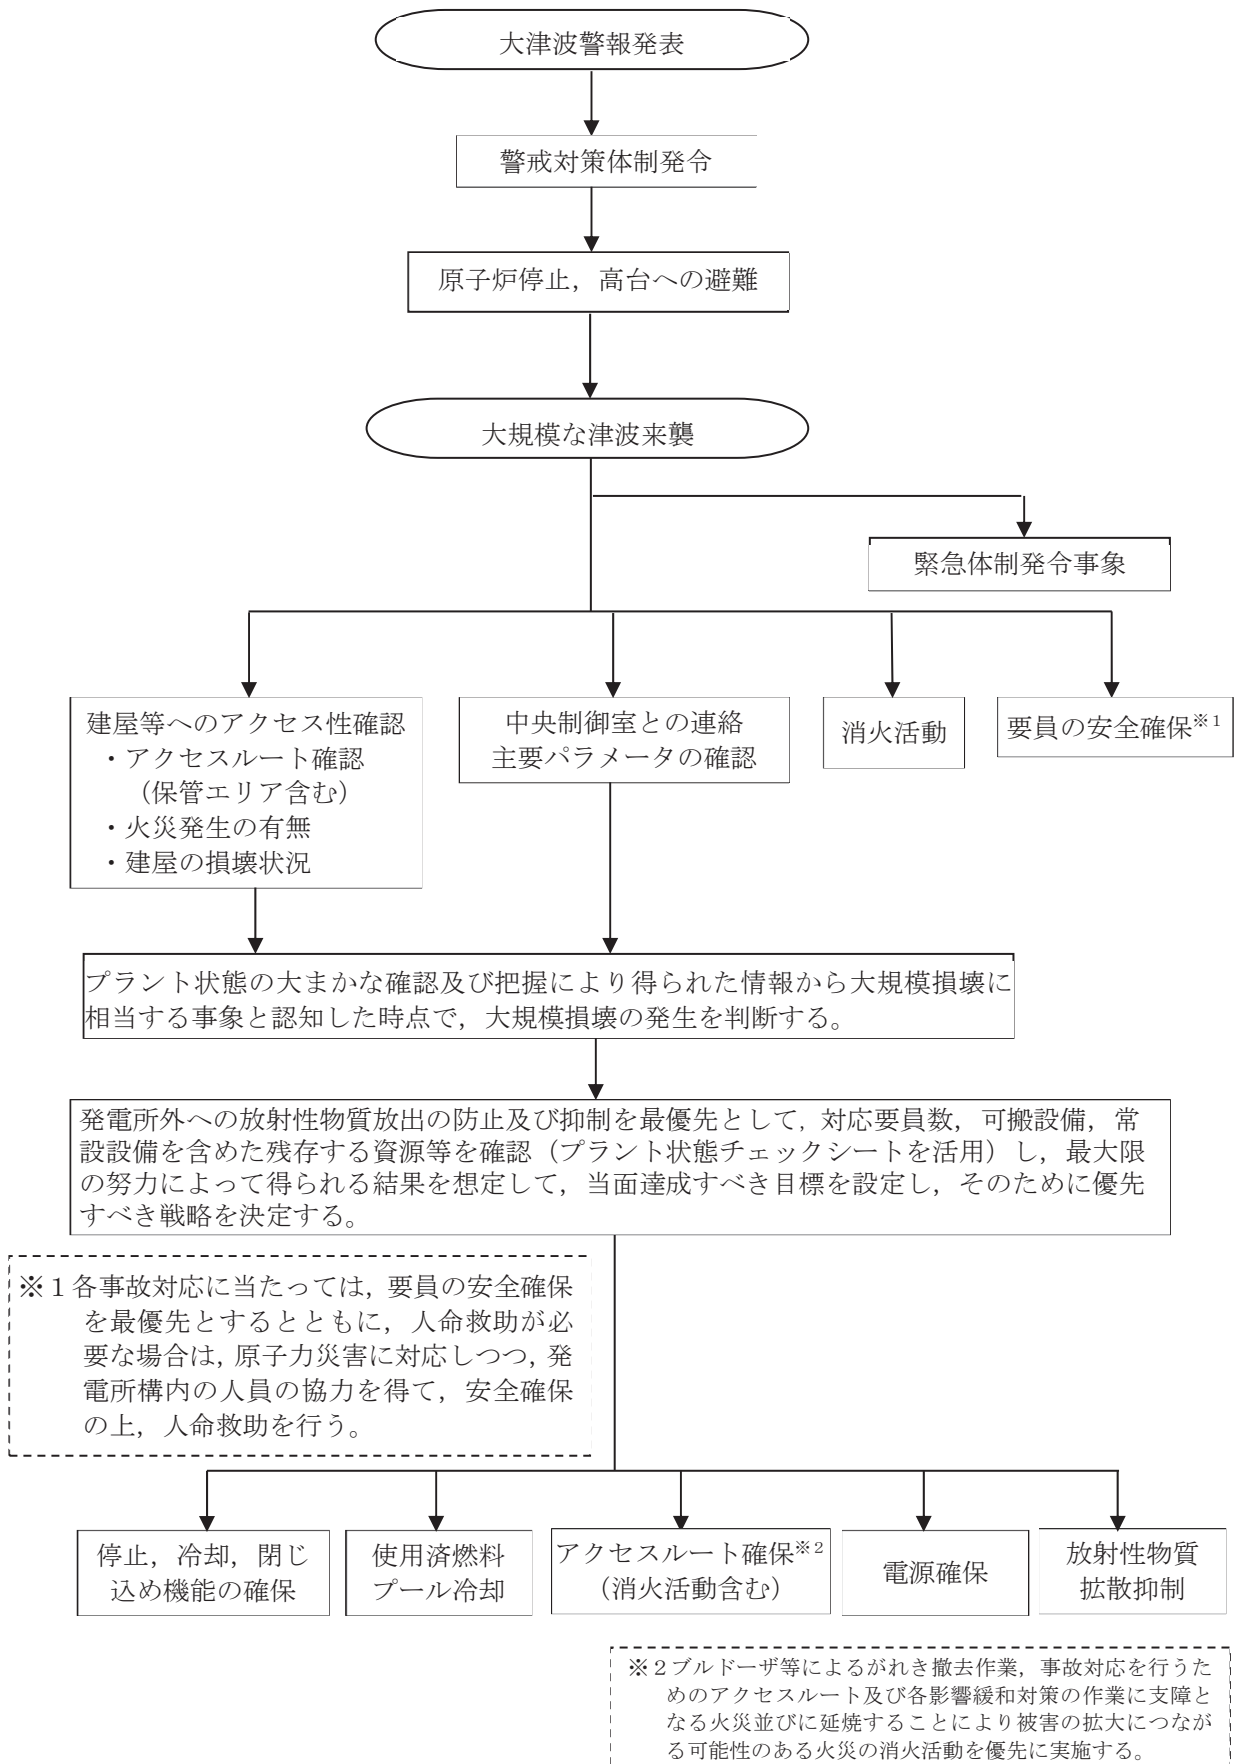 大津波警報発表
警戒対策体制発令
原子炉停止，高台への避難
大規模な津波来襲
緊急体制発令事象
建屋等へのアクセス性確認
・アクセスルート確認
（保管エリア含む）
・火災発生の有無
・建屋の損壊状況
中央制御室との連絡
主要パラメータの確認
消火活動
要員の安全確保※1
プラント状態の大まかな確認及び把握により得られた情報から大規模損壊に
相当する事象と認知した時点で，大規模損壊の発生を判断する。
発電所外への放射性物質放出の防止及び抑制を最優先として，対応要員数，可搬設備，常
設設備を含めた残存する資源等を確認（プラント状態チェックシートを活用）し，最大限
の努力によって得られる結果を想定して，当面達成すべき目標を設定し，そのために優先
すべき戦略を決定する。
※１各事故対応に当たっては，要員の安全確保
を最優先とするとともに，人命救助が必
要な場合は，原子力災害に対応しつつ，発
電所構内の人員の協力を得て，安全確保
の上，人命救助を行う。
停止，冷却，閉じ
込め機能の確保
使用済燃料
プール冷却
アクセスルート確保※2
（消火活動含む）
電源確保
放射性物質
拡散抑制
※２ブルドーザ等によるがれき撤去作業，事故対応を行うた
めのアクセスルート及び各影響緩和対策の作業に支障と
なる火災並びに延焼することにより被害の拡大につなが
る可能性のある火災の消火活動を優先に実施する。